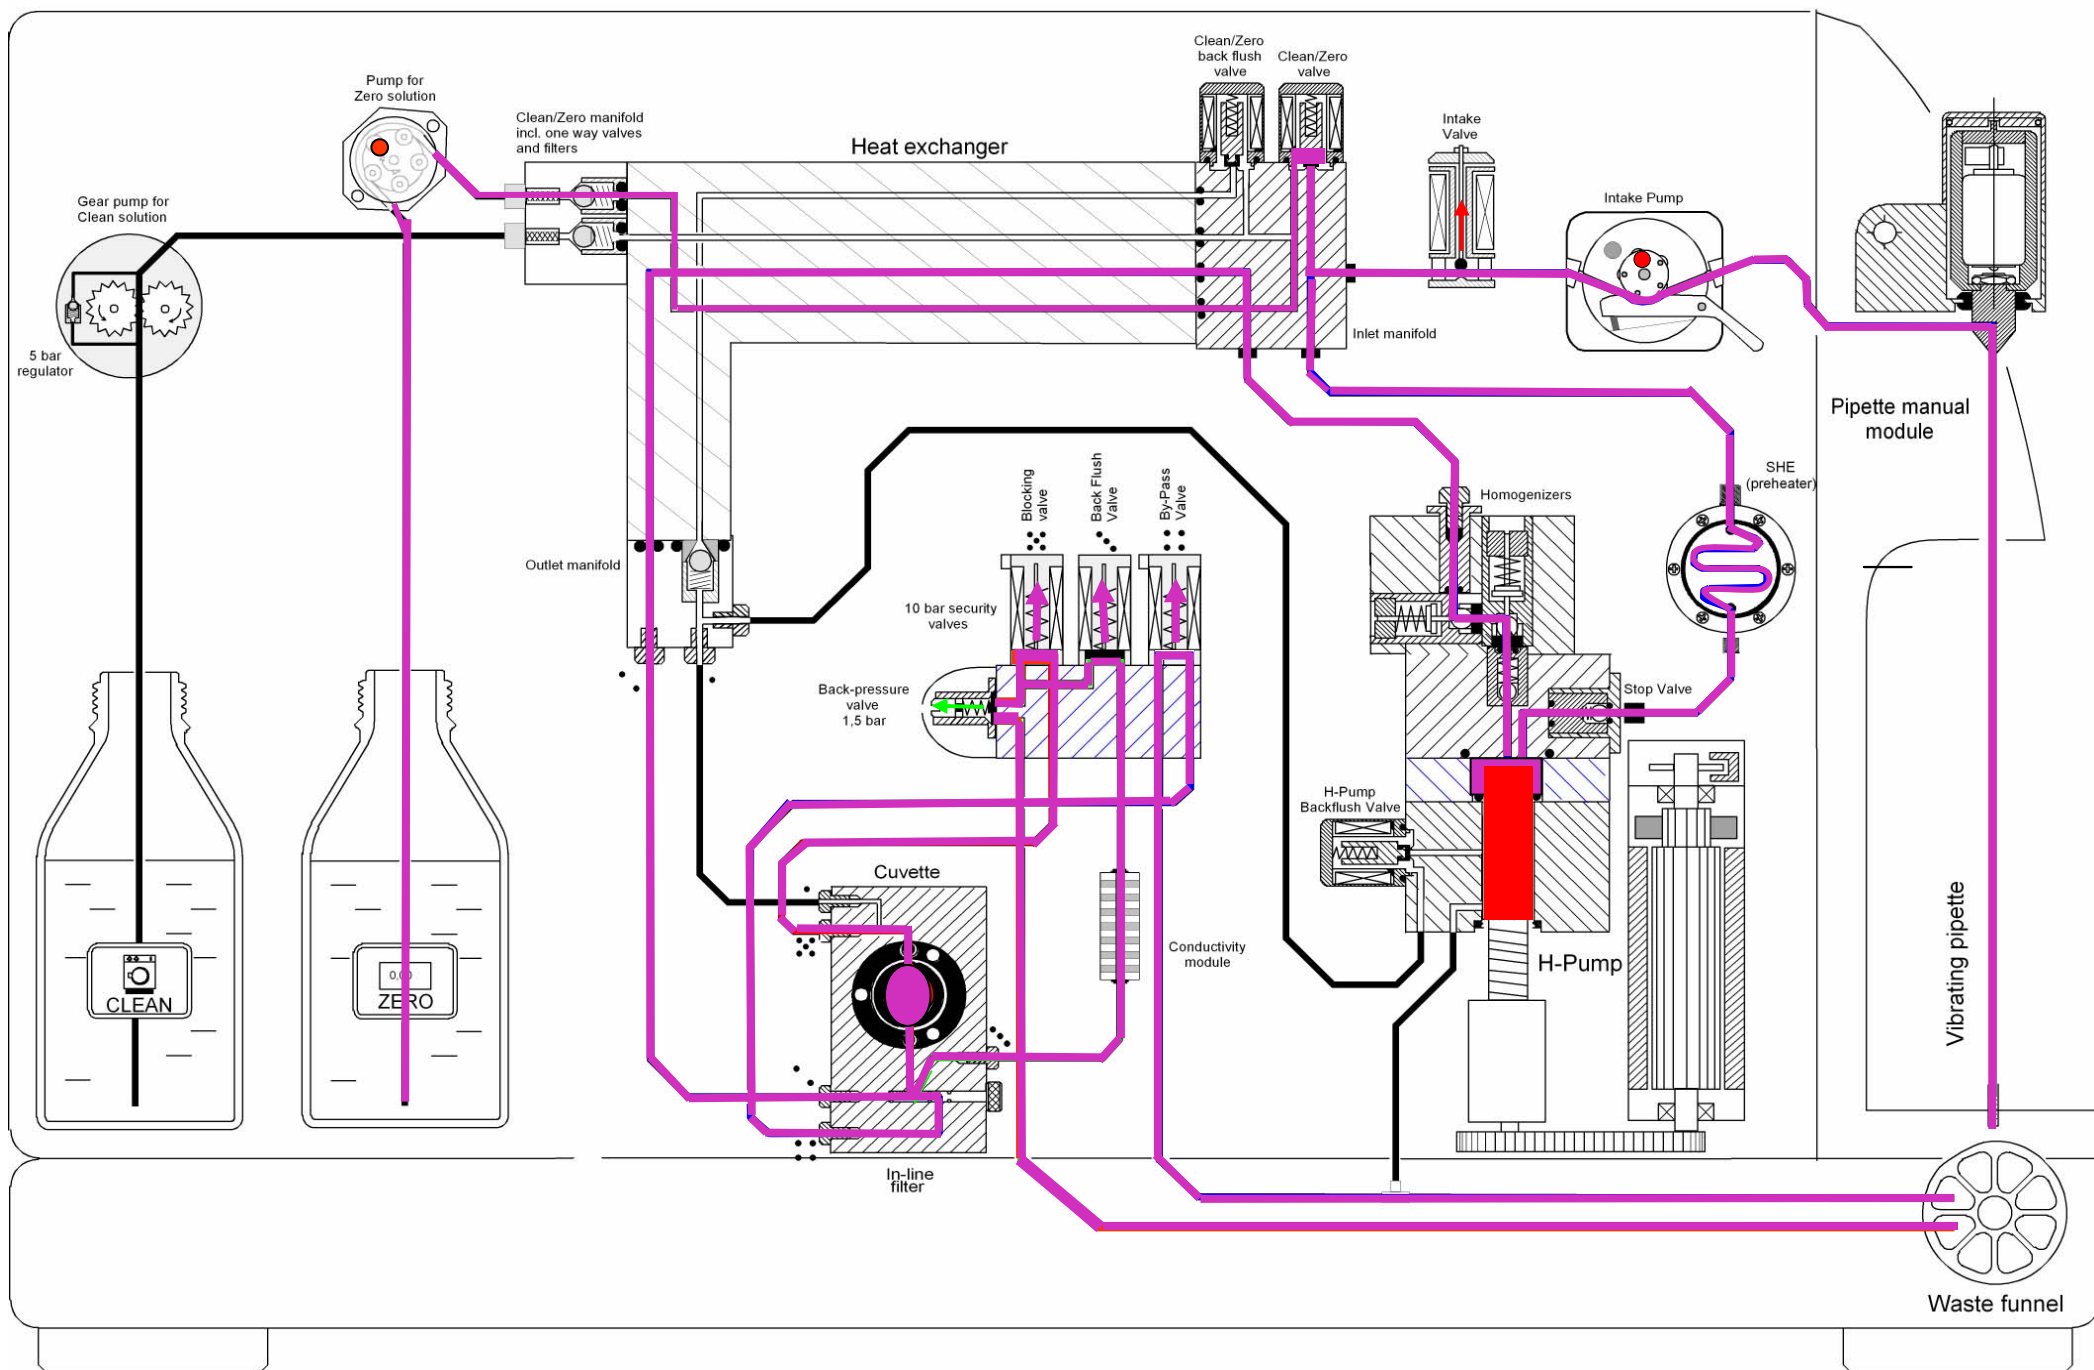 Clean/Zero
back flush
valve
Clean/Zero
valve
Pump for
Zero solution
Clean/Zero manifold
incl. one way valves
and filters
Heat exchanger
Intake
Valve
Intake Pump
Gear pump for
Clean solution
5 bar
regulator
Inlet manifold
Pipette manual
module
SHE
(preheater)
Homogenizers
Blocking
valve
Back Flush
Valve
By-Pass
Valve
Outlet manifold
10 bar security
valves
Back-pressure
valve
1,5 bar
Stop Valve
H-Pump
Backflush Valve
Cuvette
Conductivity
module
H-Pump
Vibrating pipette
CLEAN
0,00
ZERO
In-line
filter
Waste funnel